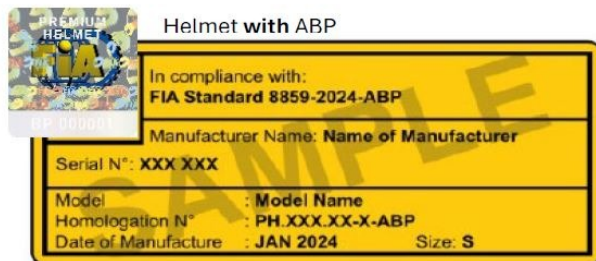 Helmet with ABP
PREMIUM
HELMET
FIA
BP 000001
In compliance with:
FIA Standard 8859-2024-ABP
Manufacturer Name: Name of Manufacturer
Serial N°: XXX XXX
Model : Model Name
Homologation N° : PH.XXX.XX-X-ABP
Date of Manufacture : JAN 2024 Size: S
SAMPLE